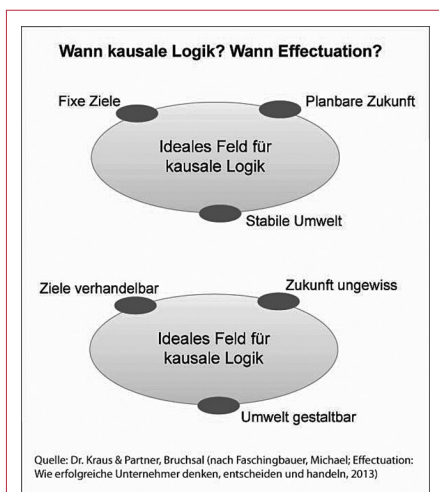 Wann kausale Logik? Wann Effectuation?
Fixe Ziele
Planbare Zukunft
Ideales Feld für
kausale Logik
Stabile Umwelt
Ziele verhandelbar
Zukunft ungewiss
Ideales Feld für
kausale Logik
Umwelt gestaltbar
Quelle: Dr. Kraus & Partner, Bruchsal (nach Faschingbauer, Michael; Effectuation:
Wie erfolgreiche Unternehmer denken, entscheiden und handeln, 2013)